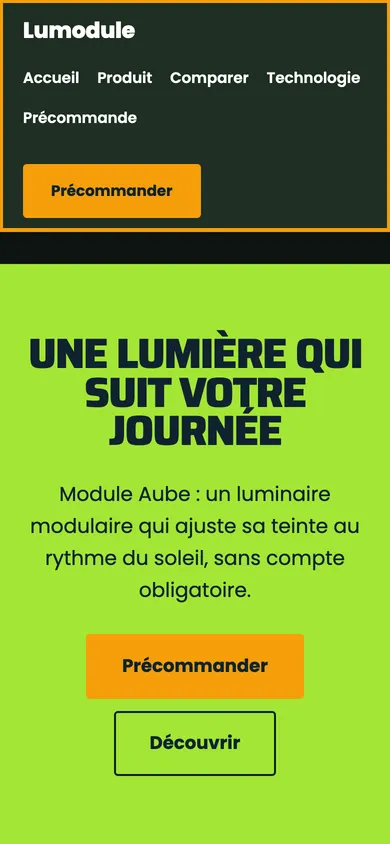 Lumodule
Accueil Produit Comparer Technologie
Précommande
Précommander
UNE LUMIÈRE QUI
SUIT VOTRE
JOURNÉE
Module Aube : un luminaire
modulaire qui ajuste sa teinte au
rythme du soleil, sans compte
obligatoire.
Précommander
Découvrir